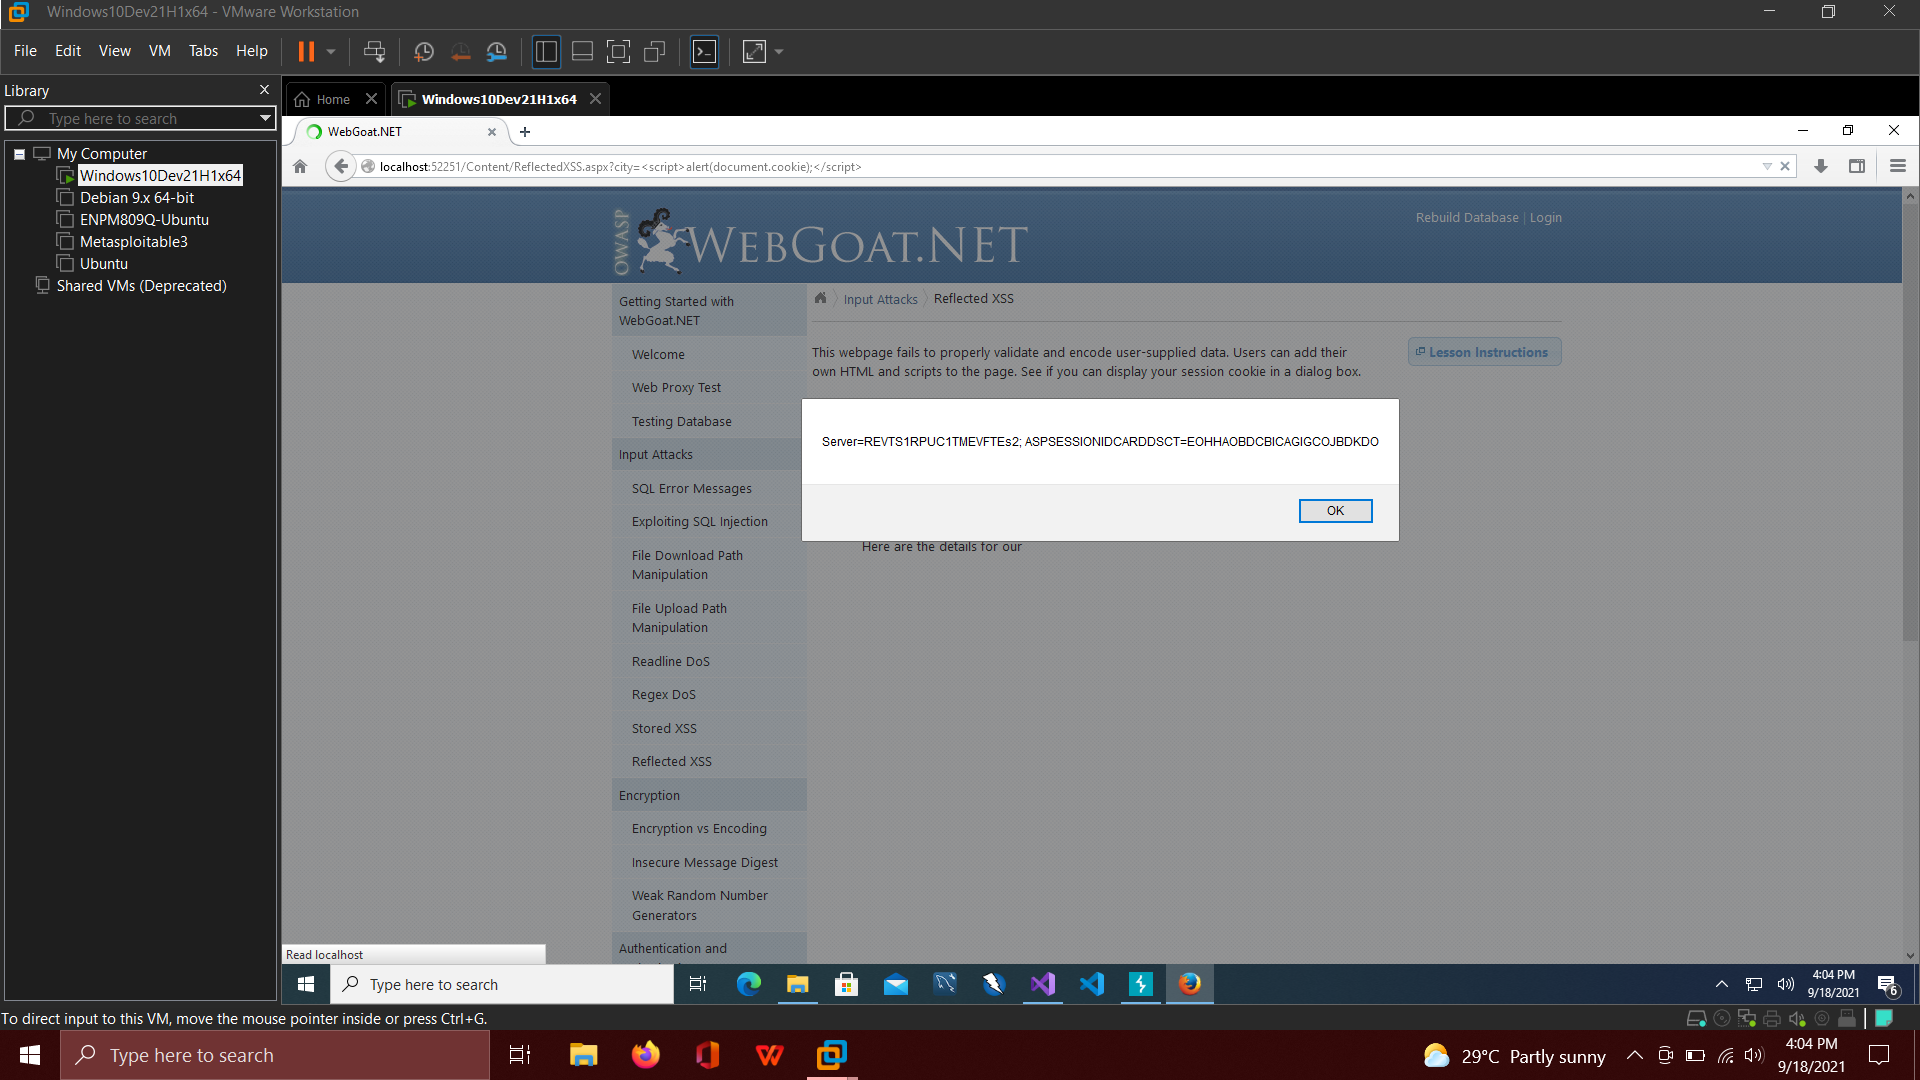 Windows10Dev21H1x64 - VMware Workstation
File Edit View VM Tabs Help
Library
Type here to search
My Computer
Windows10Dev21H1x64
Debian 9.x 64-bit
ENPM809Q-Ubuntu
Metasploitable3
Ubuntu
Shared VMs (Deprecated)
Home
Windows10Dev21H1x64
WebGoat.NET
localhost:52251/Content/ReflectedXSS.aspx?city=<script>alert(document.cookie);</script>
OWASP WEBGOAT.NET
Rebuild Database | Login
Getting Started with
WebGoat.NET
Welcome
Web Proxy Test
Testing Database
Input Attacks
SQL Error Messages
Exploiting SQL Injection
File Download Path
Manipulation
File Upload Path
Manipulation
Readline DoS
Regex DoS
Stored XSS
Reflected XSS
Encryption
Encryption vs Encoding
Insecure Message Digest
Weak Random Number
Generators
Authentication and
Input Attacks
Reflected XSS
This webpage fails to properly validate and encode user-supplied data. Users can add their
own HTML and scripts to the page. See if you can display your session cookie in a dialog box.
Lesson Instructions
Server=REVTS1RPUC1TMEVFTEs2; ASPSESSIONIDCARDDSCT=EOHHAOBDCBICAGIGCOJBDKDO
OK
Here are the details for our
Read localhost
Type here to search
4:04 PM
9/18/2021
6
To direct input to this VM, move the mouse pointer inside or press Ctrl+G.
Type here to search
29°C Partly sunny
4:04 PM
9/18/2021